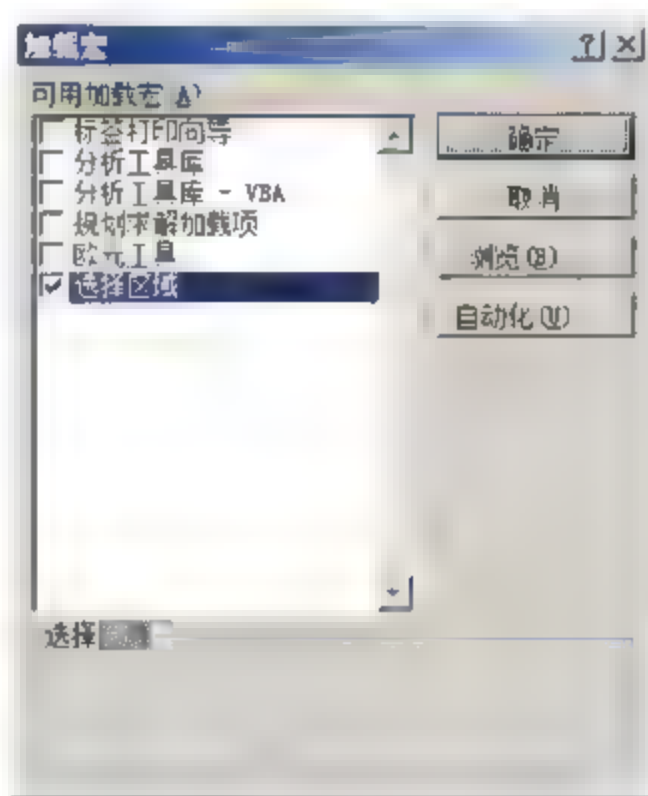 加载宏
可用加载宏(A)
标签打印向导
确定
分析工具库
分析工具库 - VBA
取消
规划求解加载项
欧元工具
浏览(B)
选择区域
自动化(U)
选择